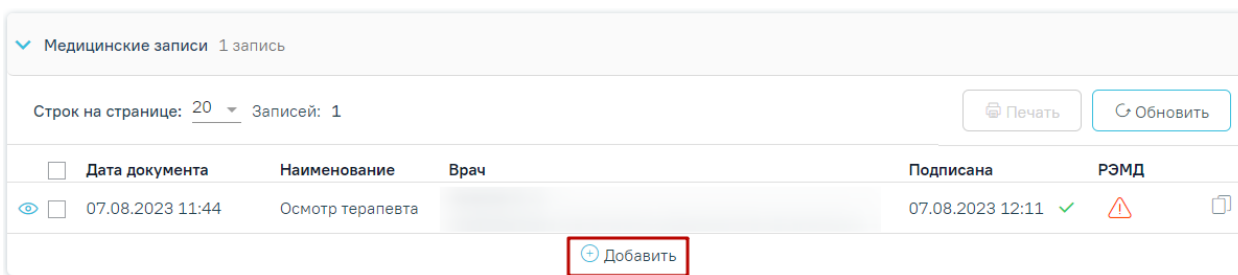 Медицинские записи 1 запись
Строк на странице: 20 Записей: 1 Печать Обновить
Дата документа Наименование Врач Подписана РЭМД
07.08.2023 11:44 Осмотр терапевта 07.08.2023 12:11
Добавить